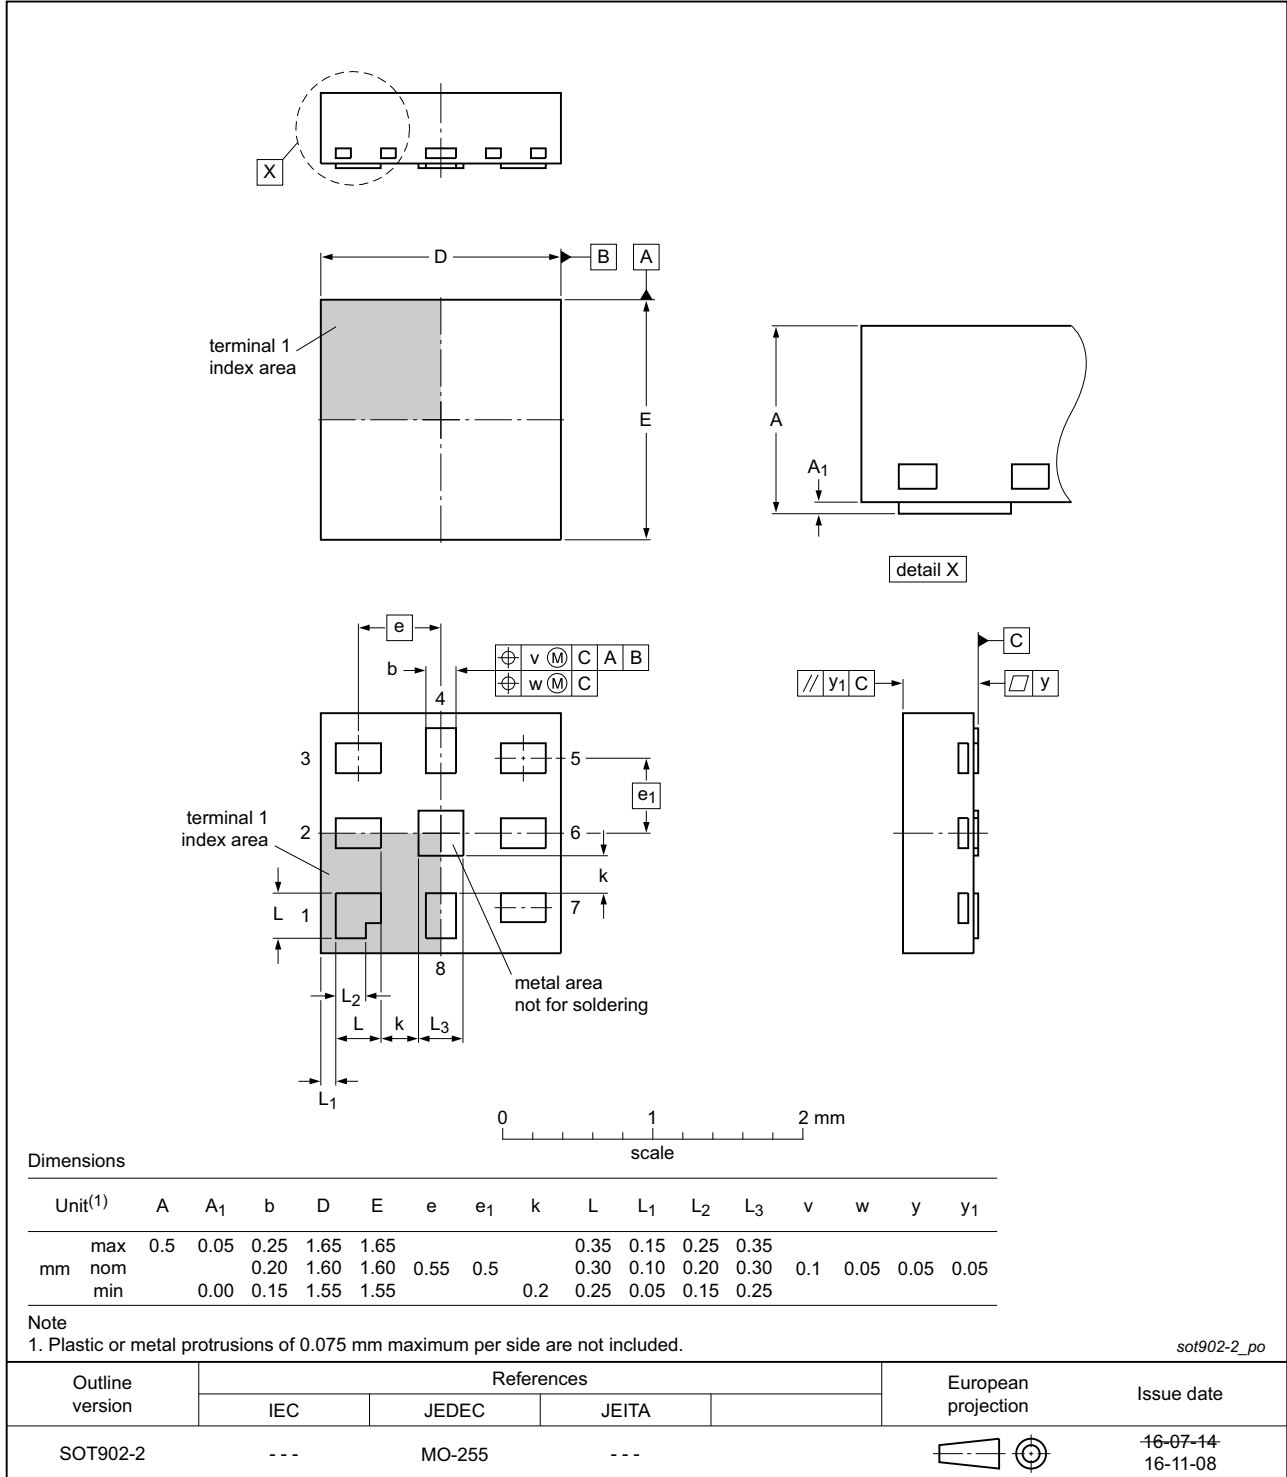 X
D
B
A
terminal 1
index area
E
A
A1
detail X
e
b
v M C A B
w M C
4
C
// y1 C
y
3
5
e1
terminal 1
index area
2
6
k
L
1
7
8
metal area
not for soldering
L2
L k L3
L1
0 1 2 mm
scale
Dimensions
Unit(1) A A1 b D E e e1 k L L1 L2 L3 v w y y1
max 0.5 0.05 0.25 1.65 1.65 0.35 0.15 0.25 0.35
mm nom 0.20 1.60 1.60 0.55 0.5 0.30 0.10 0.20 0.30 0.1 0.05 0.05 0.05
min 0.00 0.15 1.55 1.55 0.2 0.25 0.05 0.15 0.25
Note
1. Plastic or metal protrusions of 0.075 mm maximum per side are not included.
sot902-2_po
Outline
version
References
European
projection
Issue date
IEC JEDEC JEITA
SOT902-2 - - - MO-255 - - -
16-07-14
16-11-08